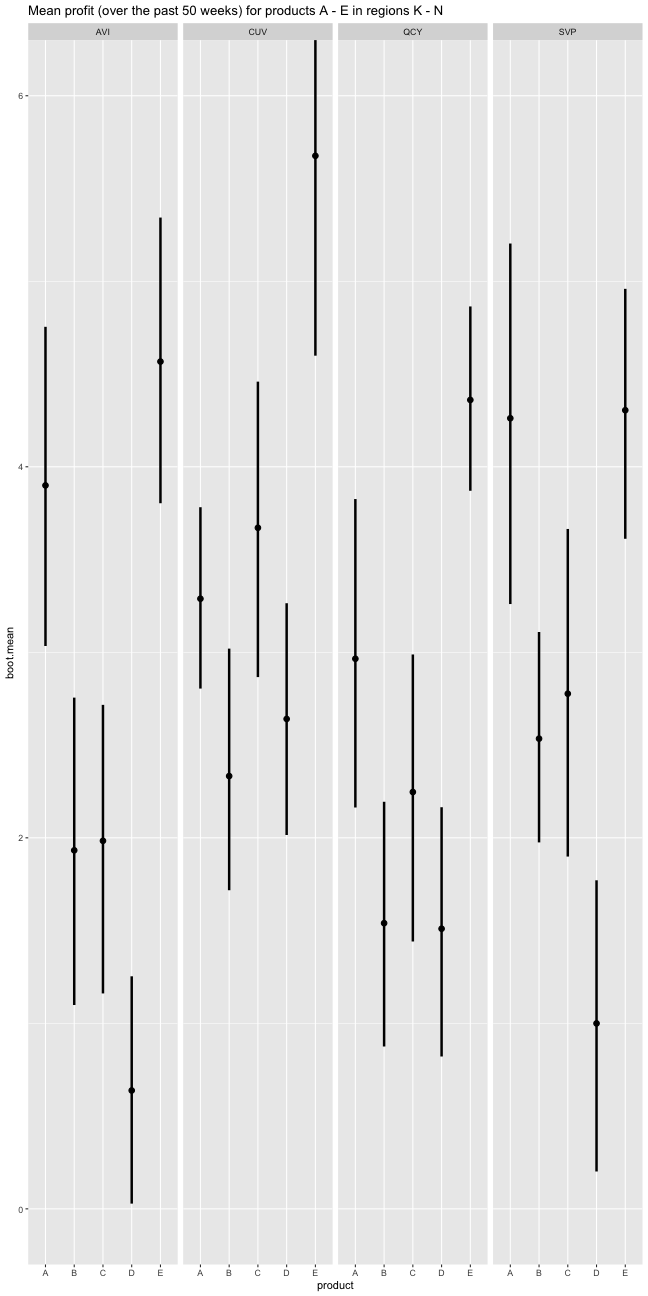 Mean profit (over the past 50 weeks) for products A - E in regions K - N
AVI CUV QCY SVP
6
4
2
0
boot.mean
A B C D E A B C D E A B C D E A B C D E
product